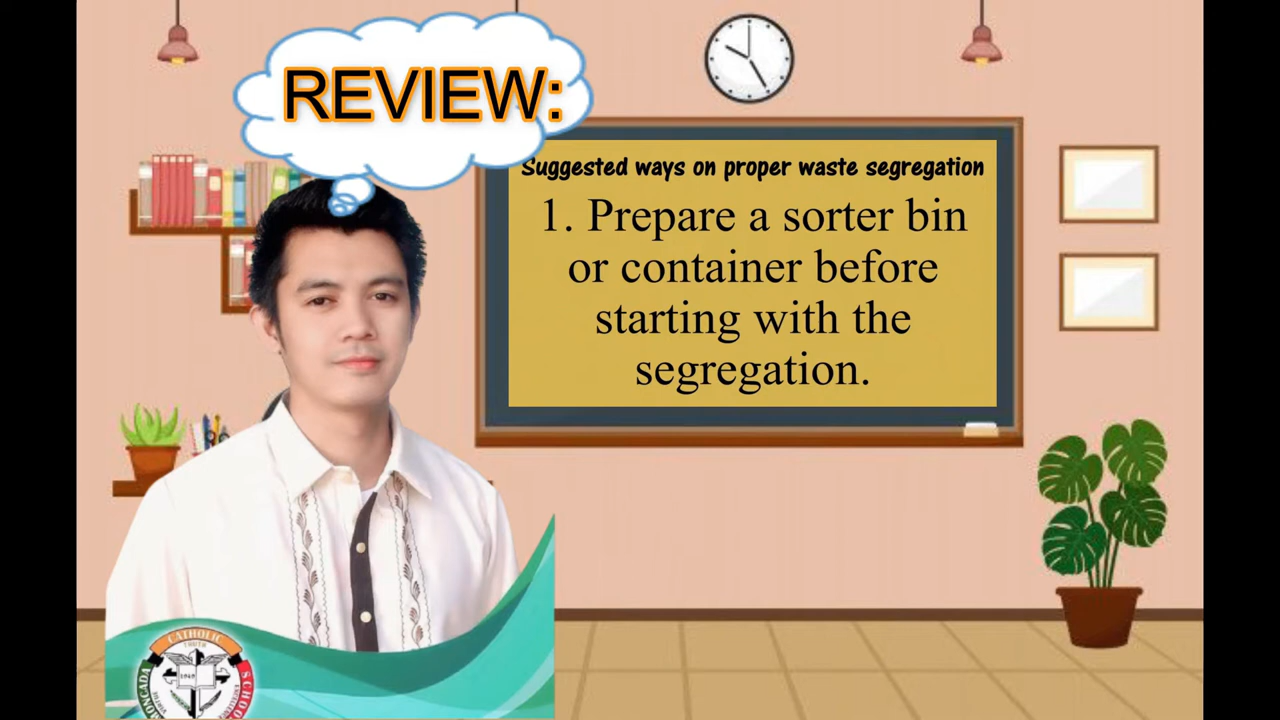 REVIEW:
Suggested ways on proper waste segregation
1. Prepare a sorter bin
or container before
starting with the
segregation.
CATHOLIC
1949